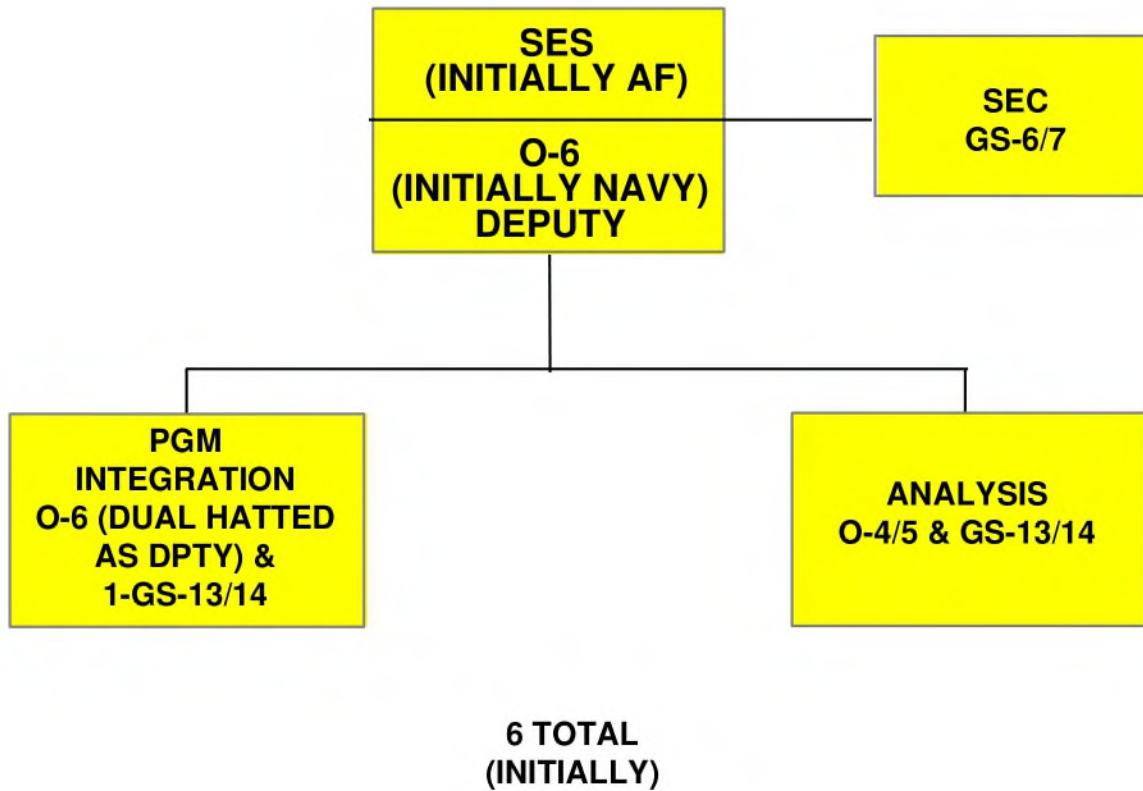 SES
(INITIALLY AF)
O-6
(INITIALLY NAVY)
DEPUTY
SEC
GS-6/7
PGM
INTEGRATION
O-6 (DUAL HATTED
AS DPTY) &
1-GS-13/14
ANALYSIS
O-4/5 & GS-13/14
6 TOTAL
(INITIALLY)